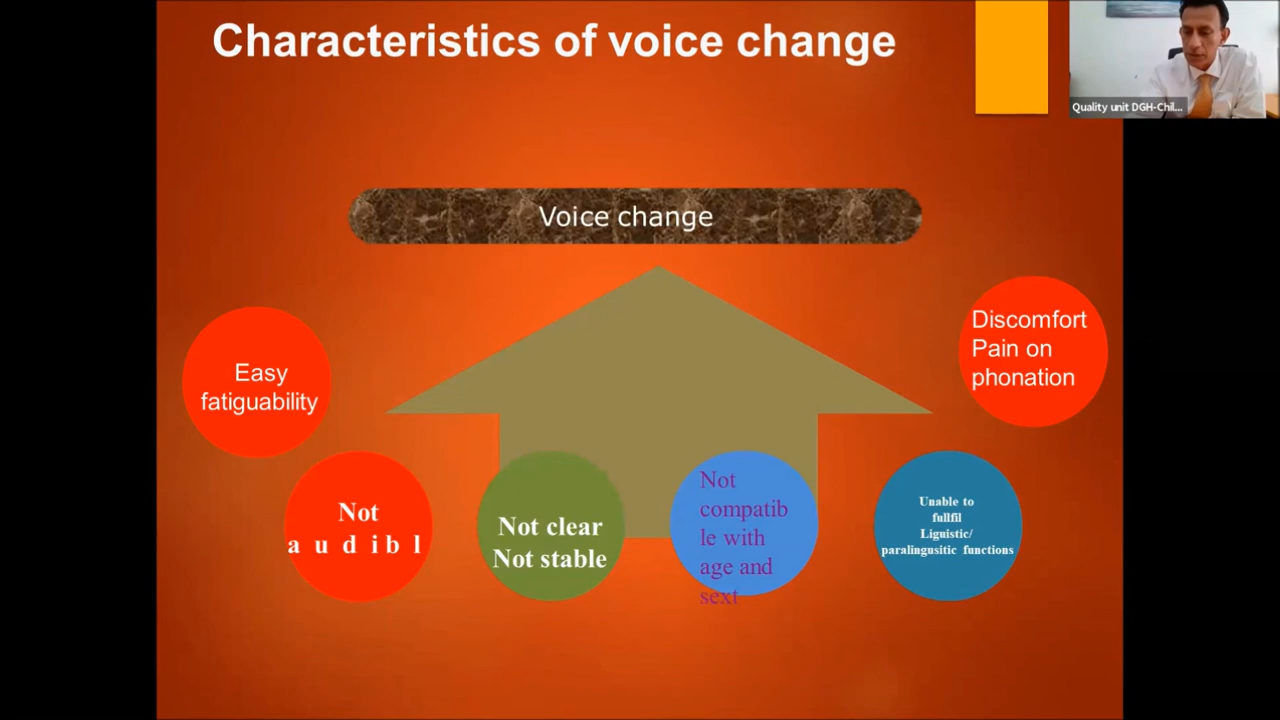 Characteristics of voice change
Quality unit DGH-Chil...
Voice change
Easy
fatiguability
Discomfort
Pain on
phonation
Not
a u d i b l
Not clear
Not stable
Not
compatib
le with
age and
sext
Unable to
fullfil
Liguistic/
paralingusitic functions